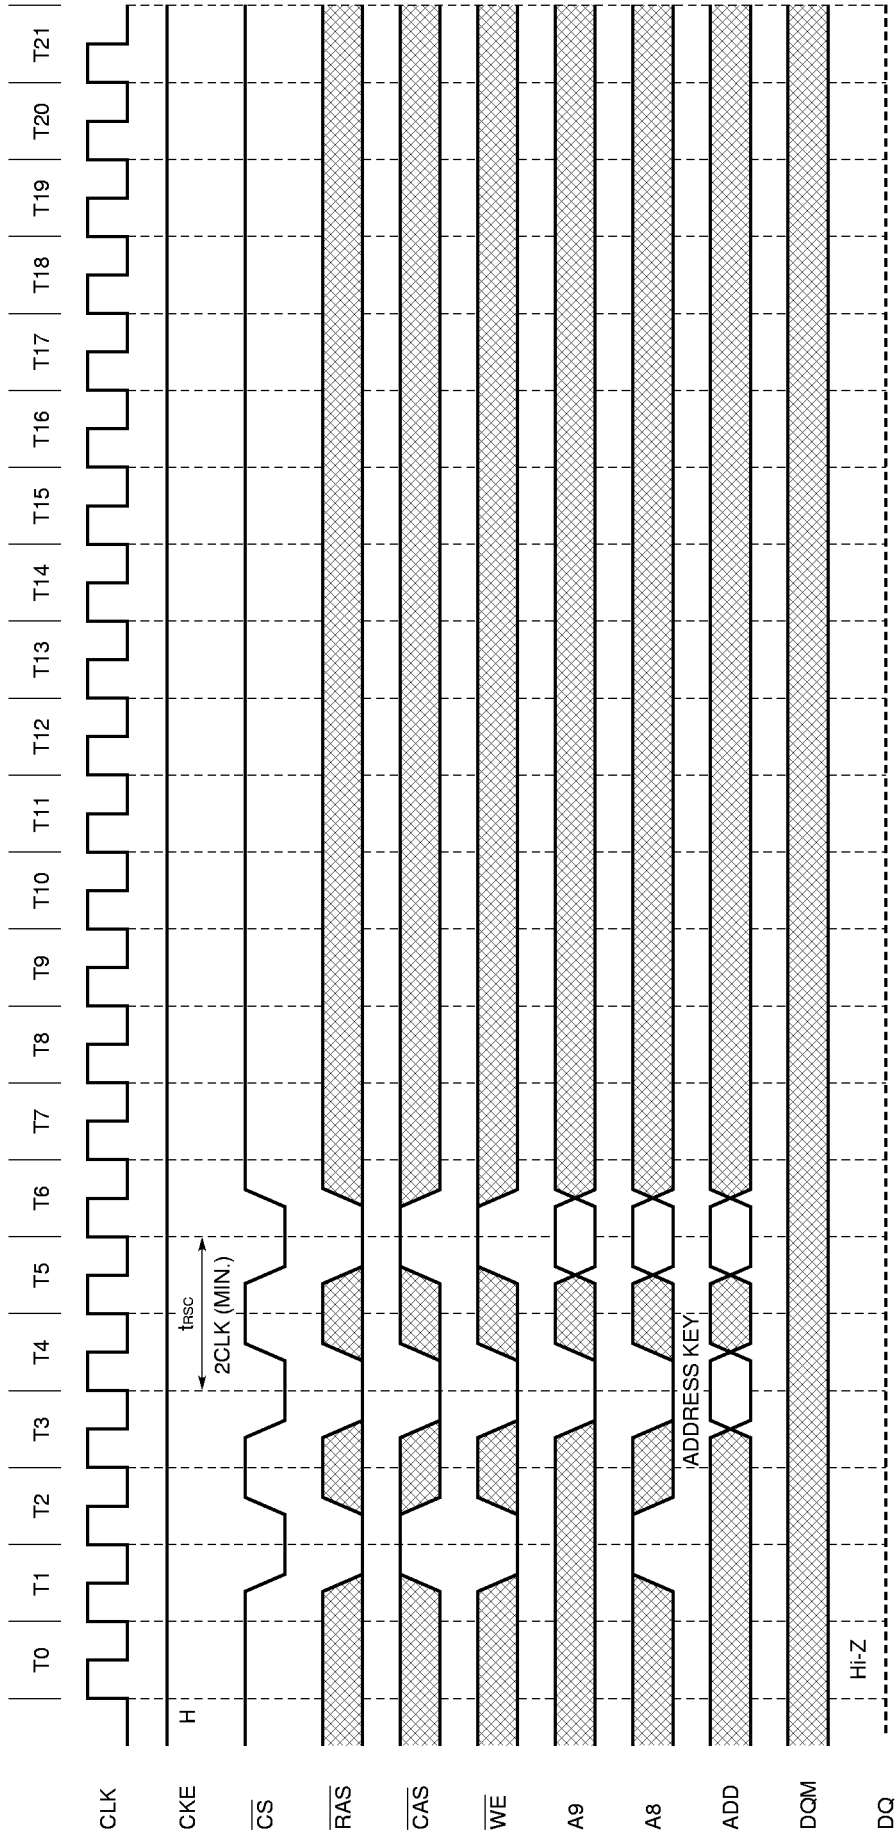 T0 T1 T2 T3 T4 T5 T6 T7 T8 T9 T10 T11 T12 T13 T14 T15 T16 T17 T18 T19 T20 T21
CLK
CKE
H
tRSC
2CLK (MIN.)
CS
RAS
CAS
WE
A9
A8
ADDRESS KEY
ADD
DQM
Hi-Z
DQ